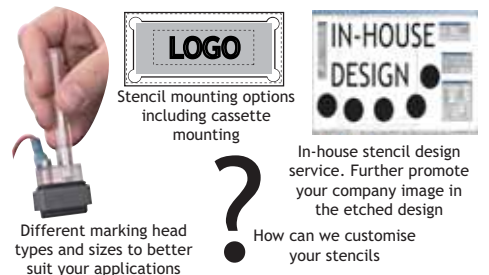 LOGO
Stencil mounting options
including cassette
mounting
IN-HOUSE
DESIGN
In-house stencil design
service. Further promote
your company image in
the etched design
Different marking head
types and sizes to better
suit your applications
?
How can we customise
your stencils